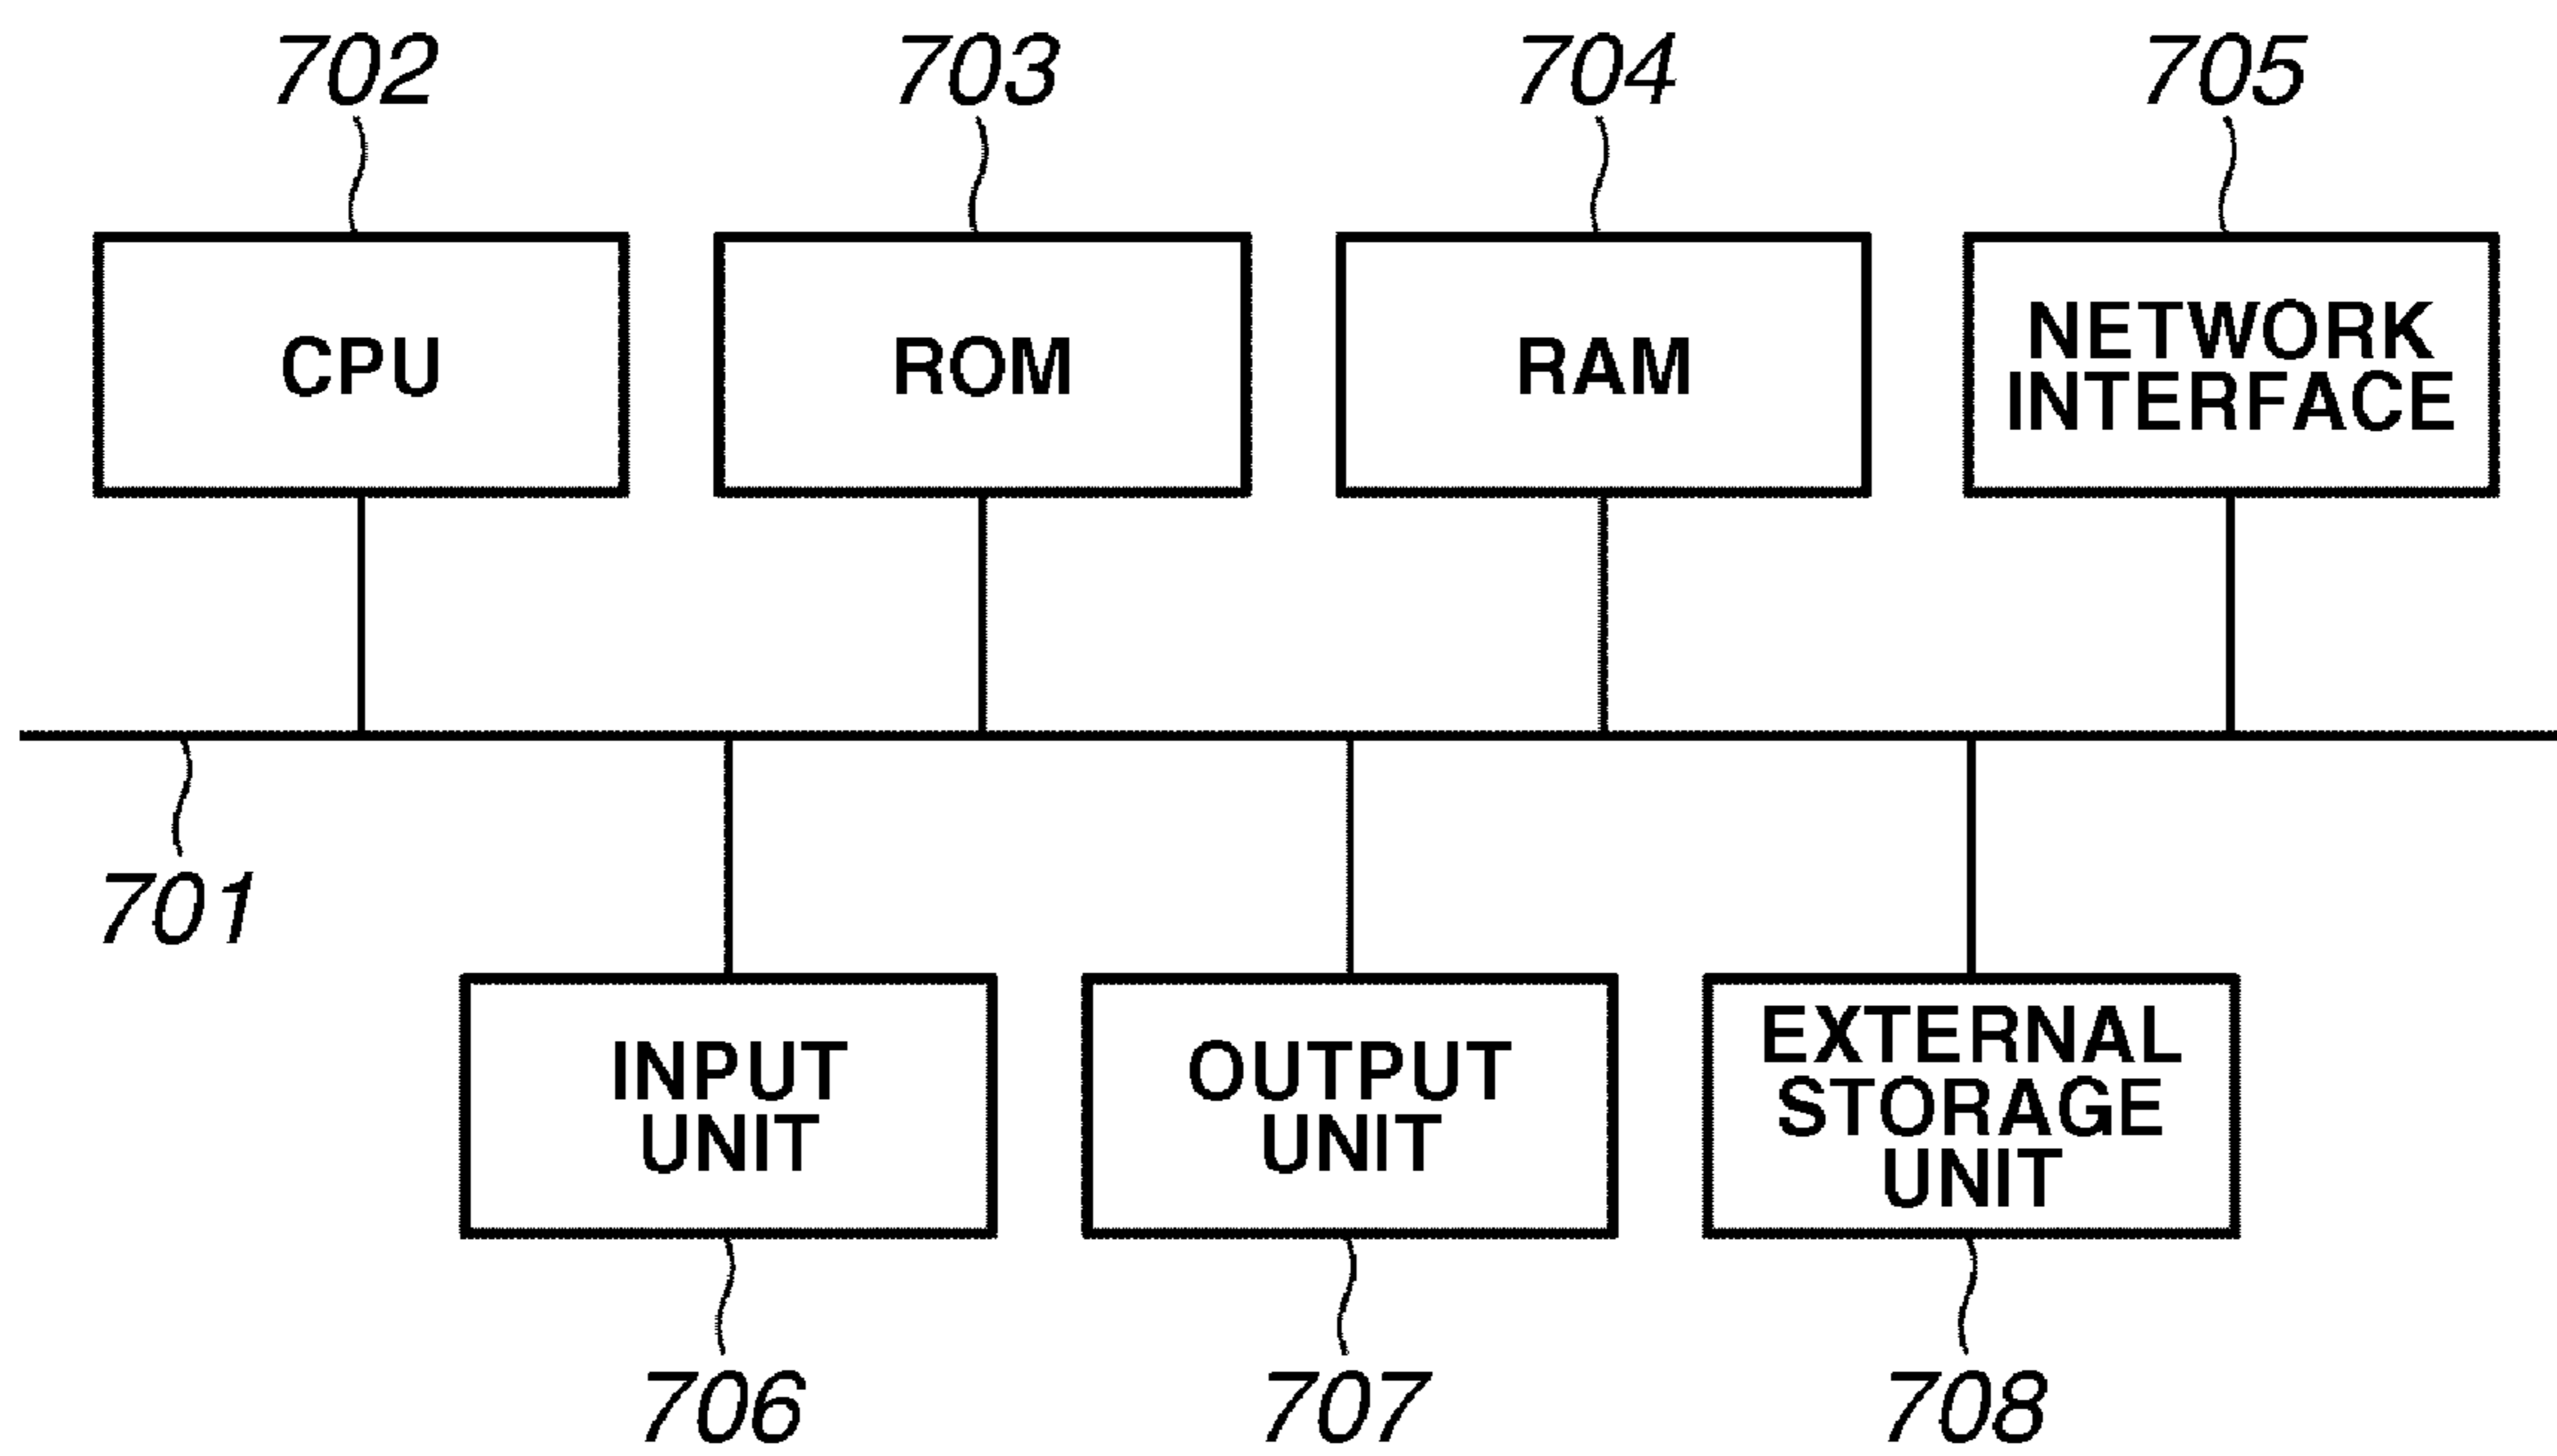 702
703
704
705
CPU
ROM
RAM
NETWORK
INTERFACE
701
INPUT
UNIT
OUTPUT
UNIT
EXTERNAL
STORAGE
UNIT
706
707
708